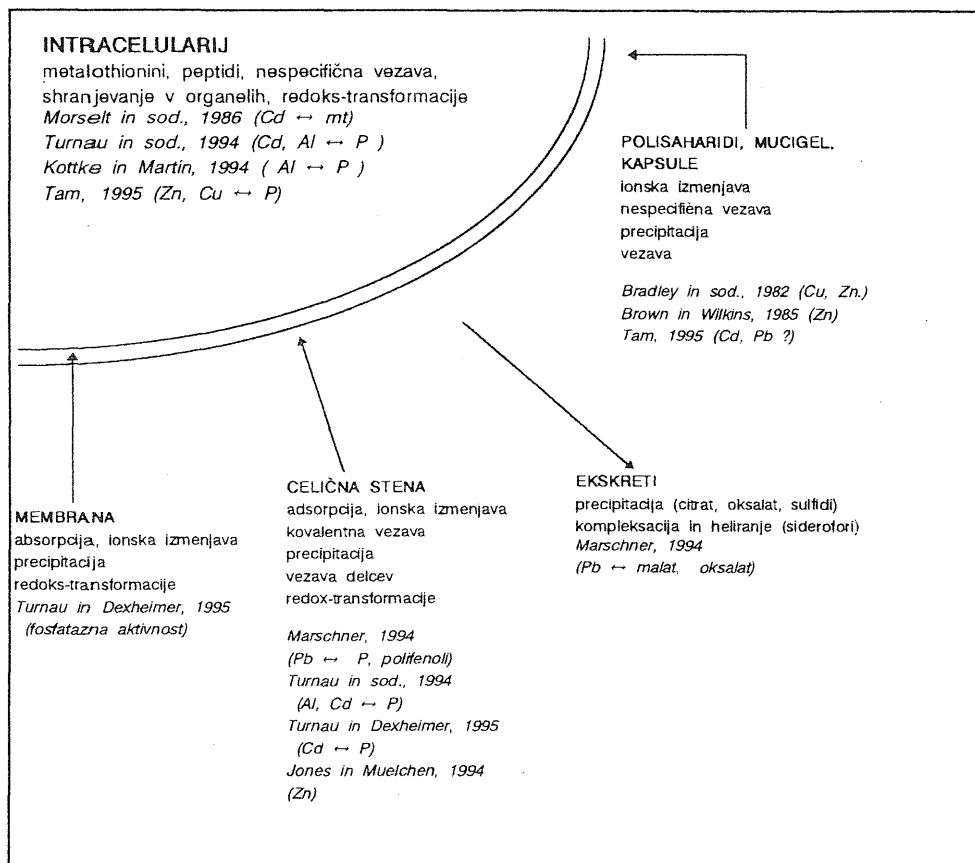 INTRACELULARIJ
metalothionini, peptidi, nespecifična vezava,
shranjevanje v organelih, redoks-transformacije
Morselt in sod., 1986 (Cd ↔ mt)
Turnau in sod., 1994 (Cd, Al ↔ P )
Kottke in Martin, 1994 ( Al ↔ P )
Tam, 1995 (Zn, Cu ↔ P)
POLISAHARIDI, MUCIGEL,
KAPSULE
ionska izmenjava
nespecifièna vezava
precipitacija
vezava
Bradley in sod., 1982 (Cu, Zn.)
Brown in Wilkins, 1985 (Zn)
Tam, 1995 (Cd, Pb ?)
MEMBRANA
absorpcija, ionska izmenjava
precipitacija
redoks-transformacije
Turnau in Dexheimer, 1995
(fosfatazna aktivnost)
CELIČNA STENA
adsorpcija, ionska izmenjava
kovalentna vezava
precipitacija
vezava delcev
redox-transformacije
Marschner, 1994
(Pb ↔ P, polifenoli)
Turnau in sod., 1994
(Al, Cd ↔ P)
Turnau in Dexheimer, 1995
(Cd ↔ P)
Jones in Muelchen, 1994
(Zn)
EKSKRETI
precipitacija (citrat, oksalat, sulfidi)
kompleksacija in heliranje (siderofori)
Marschner, 1994
(Pb ↔ malat, oksalat)